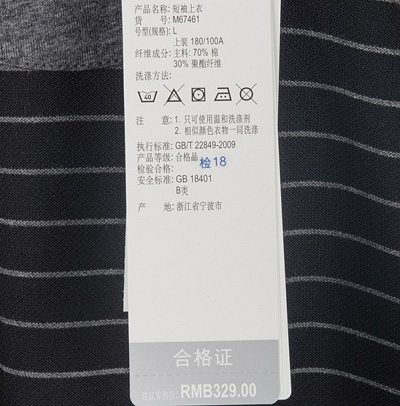 产品名称: 短袖上衣
货 号: M67461
号型(规格): L
上装 180/100A
纤维成分: 主料: 70% 棉
30% 聚酯纤维
洗涤方法:
40
注 意: 1. 只可使用温和洗涤剂
2. 相似颜色衣物一同洗涤
执行标准: GB/T 22849-2009
产品等级: 合格品
检验合格: 检18
安全标准: GB 18401
B类
产 地: 浙江省宁波市
合格证
RMB329.00